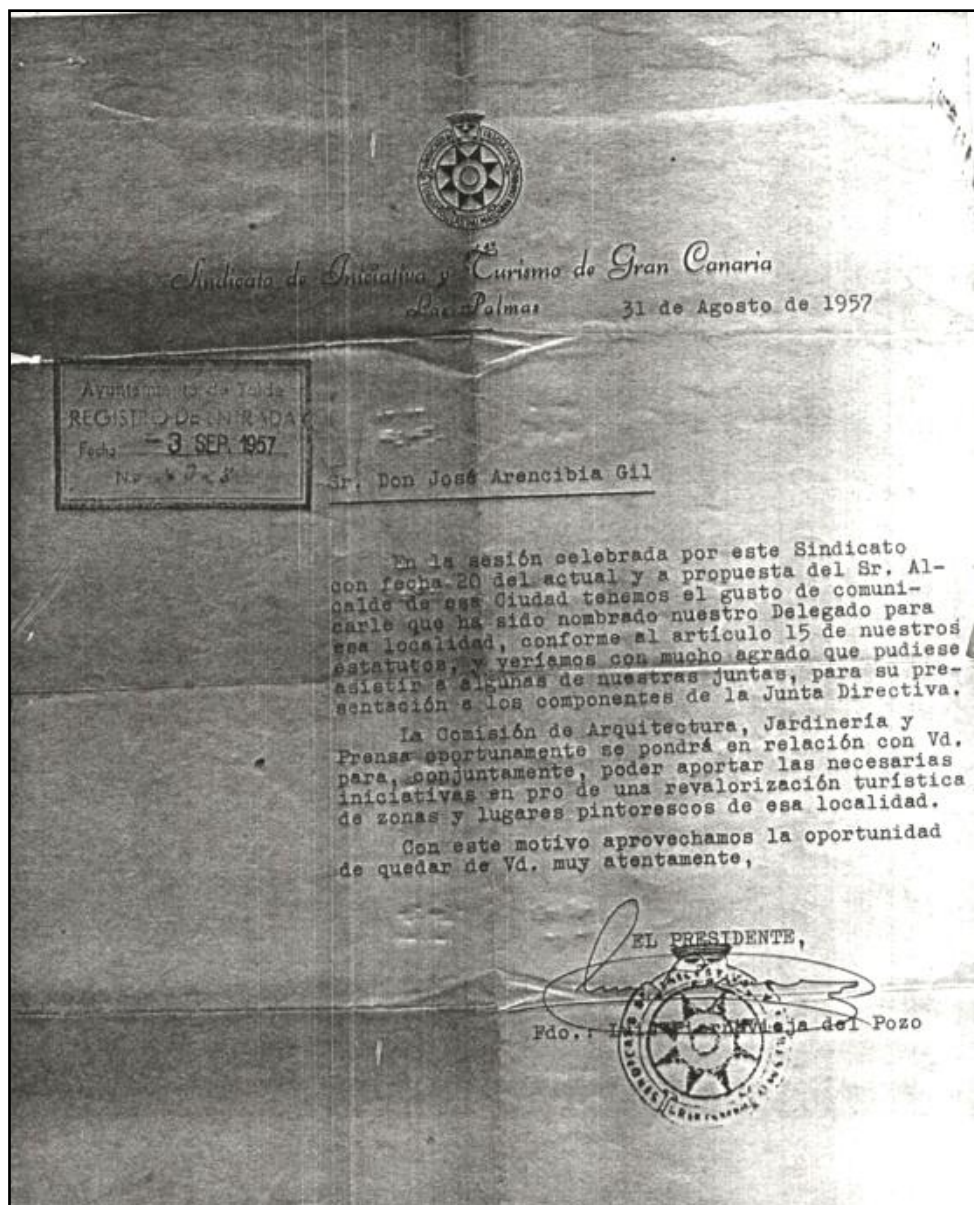 Sindicato de Iniciativa y Turismo de Gran Canaria
Las Palmas 31 de Agosto de 1957
Ayuntamiento de Telde
REGISTRO DE ENTRADA
Fecha - 3 SEP. 1957
Sr. Don José Arencibia Gil
En la sesión celebrada por este Sindicato
con fecha 20 del actual y a propuesta del Sr. Al-
calde de esa Ciudad tenemos el gusto de comuni-
carle que ha sido nombrado nuestro Delegado para
esa localidad, conforme al artículo 15 de nuestros
estatutos, y veríamos con mucho agrado que pudiese
asistir a algunas de nuestras juntas, para su pre-
sentación a los componentes de la Junta Directiva.
La Comisión de Arquitectura, Jardinería y
Prensa oportunamente se pondrá en relación con Vd.
para, conjuntamente, poder aportar las necesarias
iniciativas en pro de una revalorización turística
de zonas y lugares pintorescos de esa localidad.
Con este motivo aprovechamos la oportunidad
de quedar de Vd. muy atentamente,
EL PRESIDENTE,
Fdo.: del Pozo